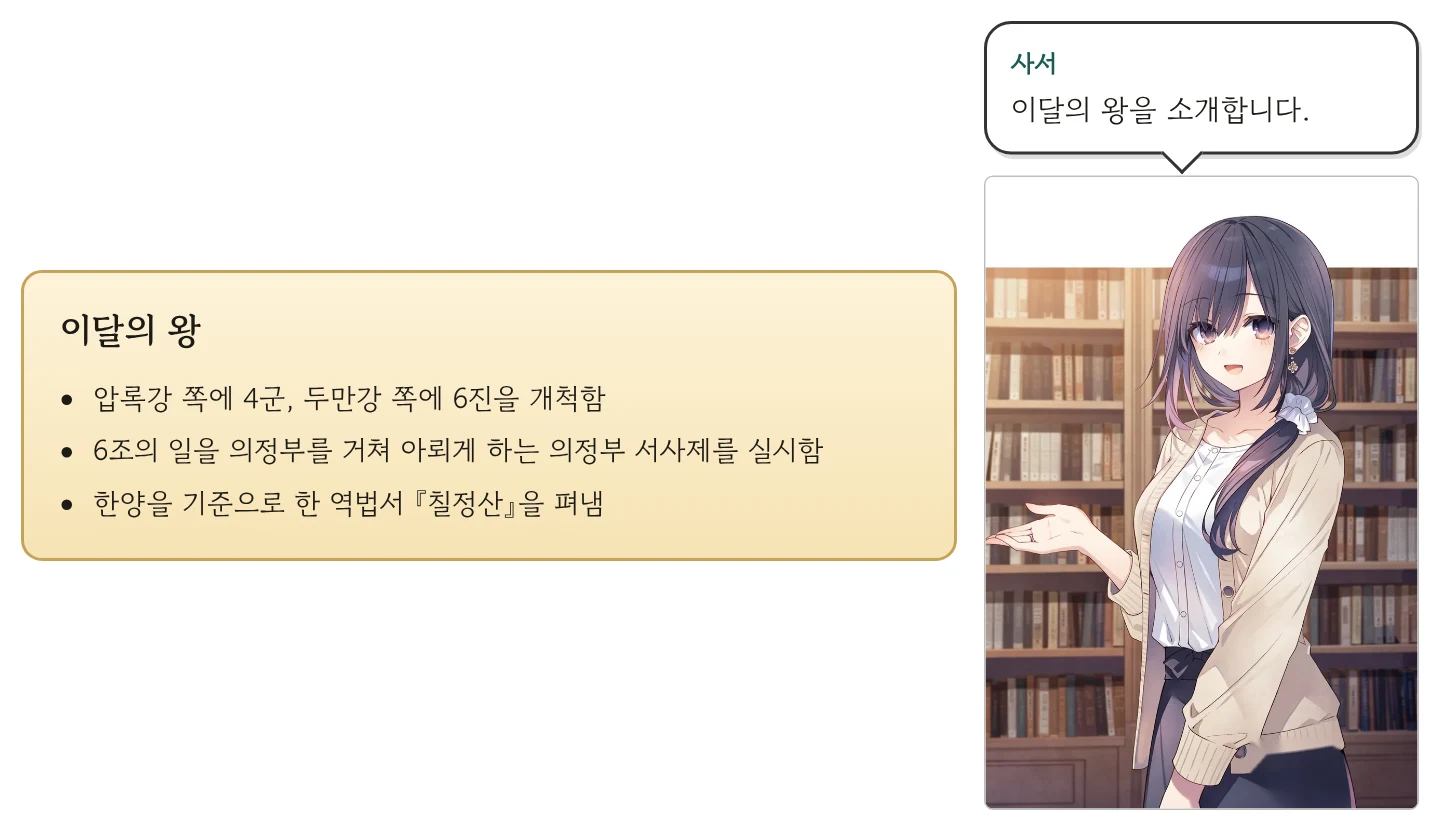 사서
이달의 왕을 소개합니다.
이달의 왕
• 압록강 쪽에 4군, 두만강 쪽에 6진을 개척함
• 6조의 일을 의정부를 거쳐 아뢰게 하는 의정부 서사제를 실시함
• 한양을 기준으로 한 역법서 『칠정산』을 펴냄